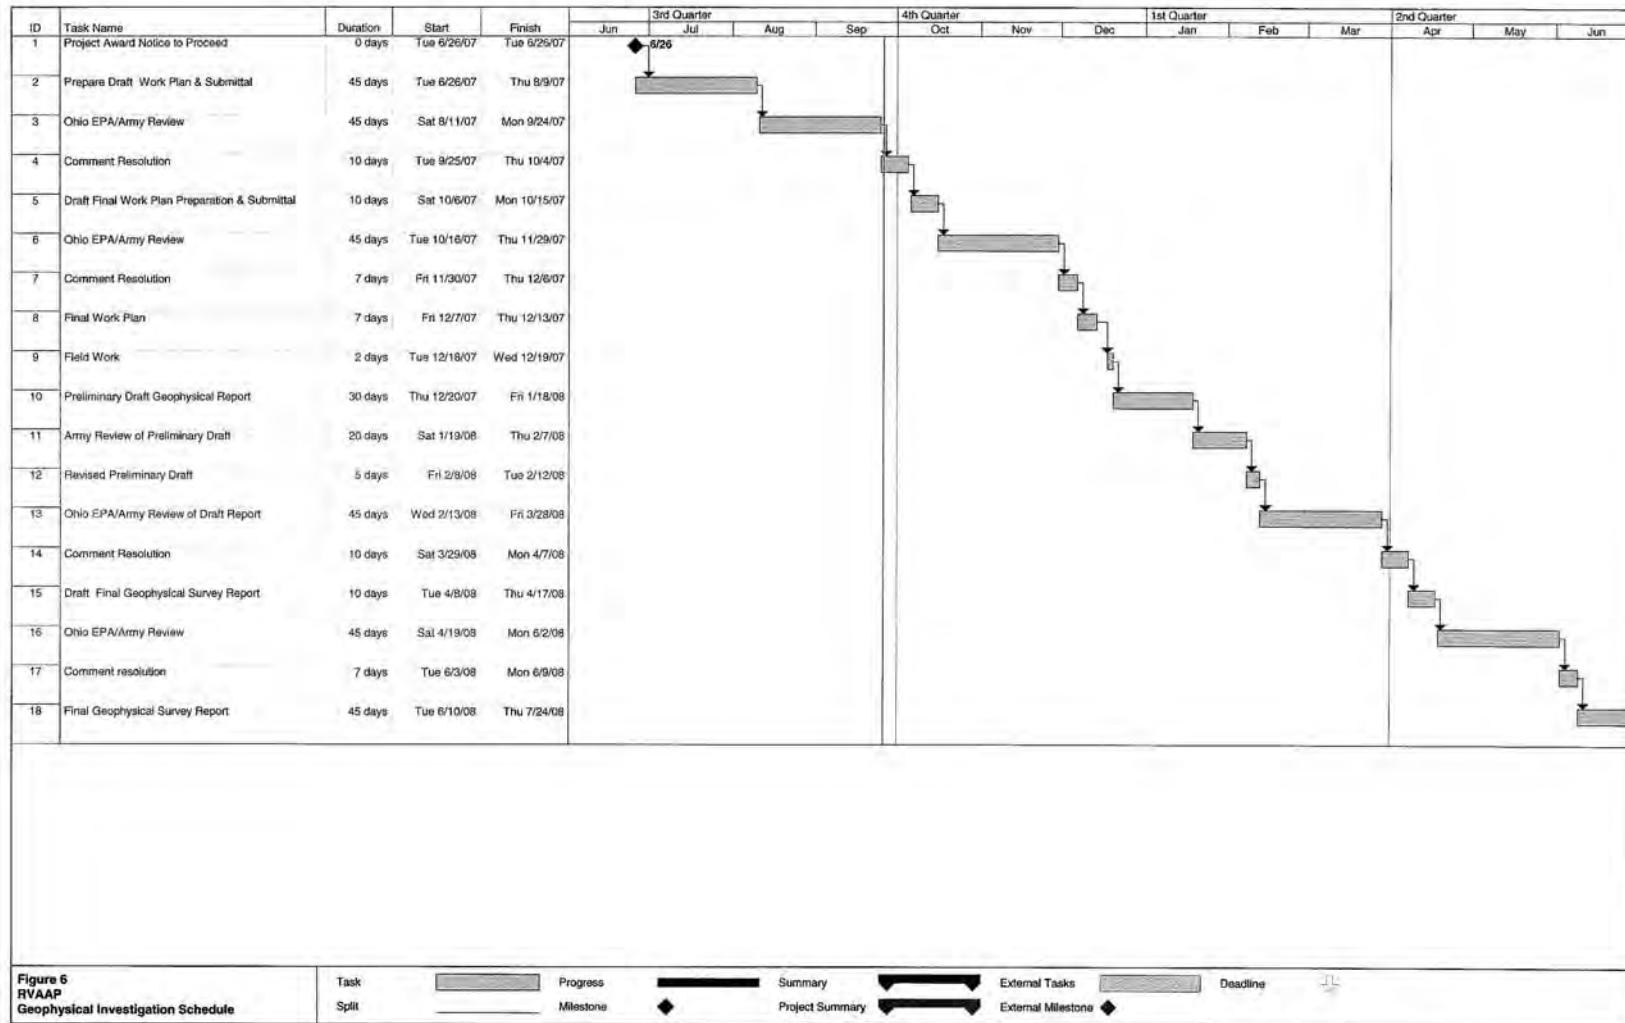 3rd Quarter 4th Quarter 1st Quarter 2nd Quarter
ID Task Name Duration Start Finish Jun Jul Aug Sep Oct Nov Dec Jan Feb Mar Apr May Jun
1 Project Award Notice to Proceed 0 days Tue 6/26/07 Tue 6/26/07 6/26
2 Prepare Draft Work Plan & Submittal 45 days Tue 6/26/07 Thu 8/9/07
3 Ohio EPA/Army Review 45 days Sat 8/11/07 Mon 9/24/07
4 Comment Resolution 10 days Tue 9/25/07 Thu 10/4/07
5 Draft Final Work Plan Preparation & Submittal 10 days Sat 10/6/07 Mon 10/15/07
6 Ohio EPA/Army Review 45 days Tue 10/16/07 Thu 11/29/07
7 Comment Resolution 7 days Fri 11/30/07 Thu 12/6/07
8 Final Work Plan 7 days Fri 12/7/07 Thu 12/13/07
9 Field Work 2 days Tue 12/18/07 Wed 12/19/07
10 Preliminary Draft Geophysical Report 30 days Thu 12/20/07 Fri 1/18/08
11 Army Review of Preliminary Draft 20 days Sat 1/19/08 Thu 2/7/08
12 Revised Preliminary Draft 5 days Fri 2/8/08 Tue 2/12/08
13 Ohio EPA/Army Review of Draft Report 45 days Wed 2/13/08 Fri 3/28/08
14 Comment Resolution 10 days Sat 3/29/08 Mon 4/7/08
15 Draft Final Geophysical Survey Report 10 days Tue 4/8/08 Thu 4/17/08
16 Ohio EPA/Army Review 45 days Sat 4/19/08 Mon 6/2/08
17 Comment resolution 7 days Tue 6/3/08 Mon 6/9/08
18 Final Geophysical Survey Report 45 days Tue 6/10/08 Thu 7/24/08
Figure 6
RVAAP
Geophysical Investigation Schedule
Task Progress Summary External Tasks Deadline
Split Milestone Project Summary External Milestone